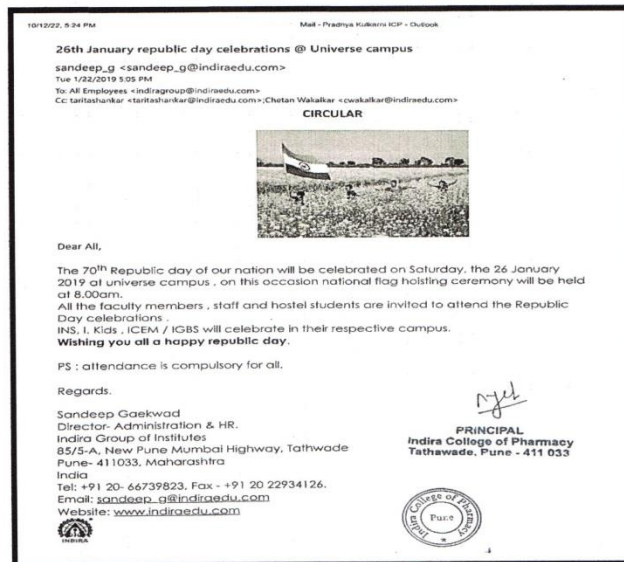 10/12/22, 5:24 PM
Mail - Pradnya Kulkarni ICP - Outlook
26th January republic day celebrations @ Universe campus
sandeep_g <sandeep_g@indiraedu.com>
Tue 1/22/2019 5:05 PM
To: All Employees <indiragroup@indiraedu.com>
Cc: taritashankar <taritashankar@indiraedu.com>;Chetan Wakalkar <cwakalkar@indiraedu.com>
CIRCULAR
Dear All,
The 70th Republic day of our nation will be celebrated on Saturday, the 26 January
2019 at universe campus . on this occasion national flag hoisting ceremony will be held
at 8.00am.
All the faculty members , staff and hostel students are invited to attend the Republic
Day celebrations .
INS, I. Kids , ICEM / IGBS will celebrate in their respective campus.
Wishing you all a happy republic day.
PS : attendance is compulsory for all.
Regards.
Sandeep Gaekwad
Director- Administration & HR.
Indira Group of Institutes
85/5-A, New Pune Mumbai Highway, Tathwade
Pune- 411033, Maharashtra
India
Tel: +91 20- 66739823, Fax - +91 20 22934126.
Email: sandeep_g@indiraedu.com
Website: www.indiraedu.com
INDIRA
PRINCIPAL
Indira College of Pharmacy
Tathawade, Pune - 411 033
Indira College of Pharmacy
Pune